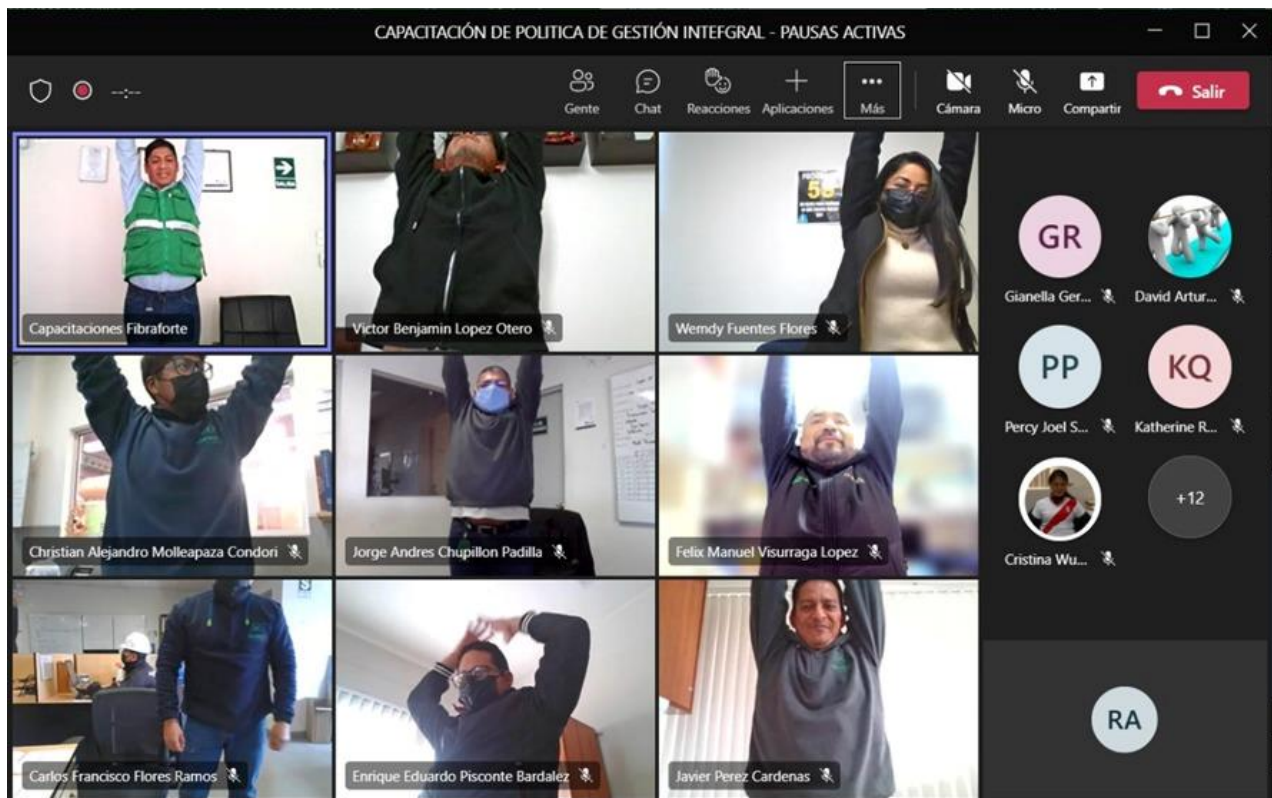 CAPACITACIÓN DE POLITICA DE GESTIÓN INTEFGRAL - PAUSAS ACTIVAS
--:--
Gente
Chat
Reacciones
Aplicaciones
Más
Cámara
Micro
Compartir
Salir
SALIDA
Capacitaciones Fibraforte
Victor Benjamin Lopez Otero
Wemdy Fuentes Flores
GR
Gianella Ger...
David Artur...
PP
Percy Joel S...
KQ
Katherine R...
Cristina Wu...
+12
Christian Alejandro Molleapaza Condori
Jorge Andres Chupillon Padilla
Felix Manuel Visurraga Lopez
S
Carlos Francisco Flores Ramos
Enrique Eduardo Pisconte Bardalez
Javier Perez Cardenas
RA